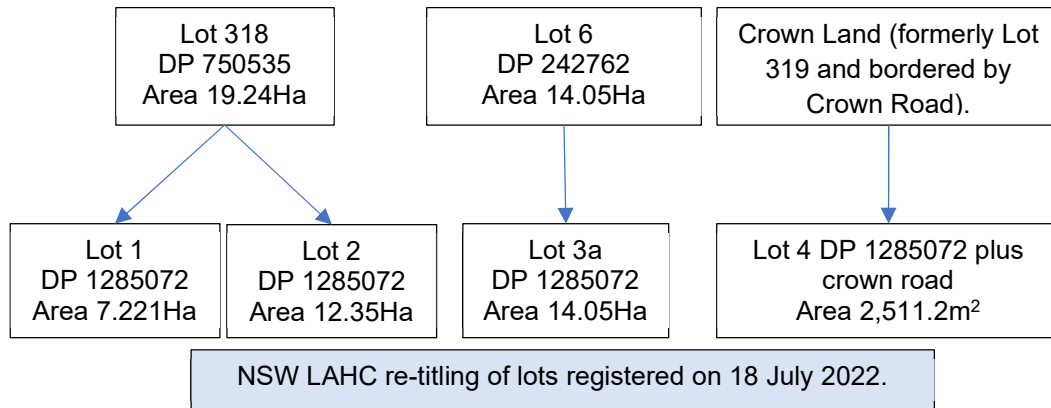 Lot 318
DP 750535
Area 19.24Ha
Lot 6
DP 242762
Area 14.05Ha
Crown Land (formerly Lot
319 and bordered by
Crown Road).
Lot 1
DP 1285072
Area 7.221Ha
Lot 2
DP 1285072
Area 12.35Ha
Lot 3a
DP 1285072
Area 14.05Ha
Lot 4 DP 1285072 plus
crown road
Area 2,511.2m²
NSW LAHC re-titling of lots registered on 18 July 2022.